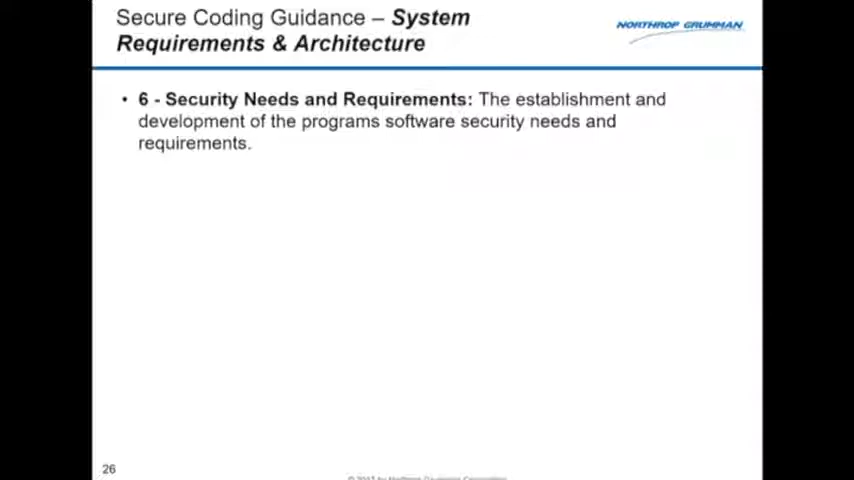 Secure Coding Guidance – System
NORTHROP GRUMMAN
Requirements & Architecture
• 6 - Security Needs and Requirements: The establishment and
development of the programs software security needs and
requirements.
26